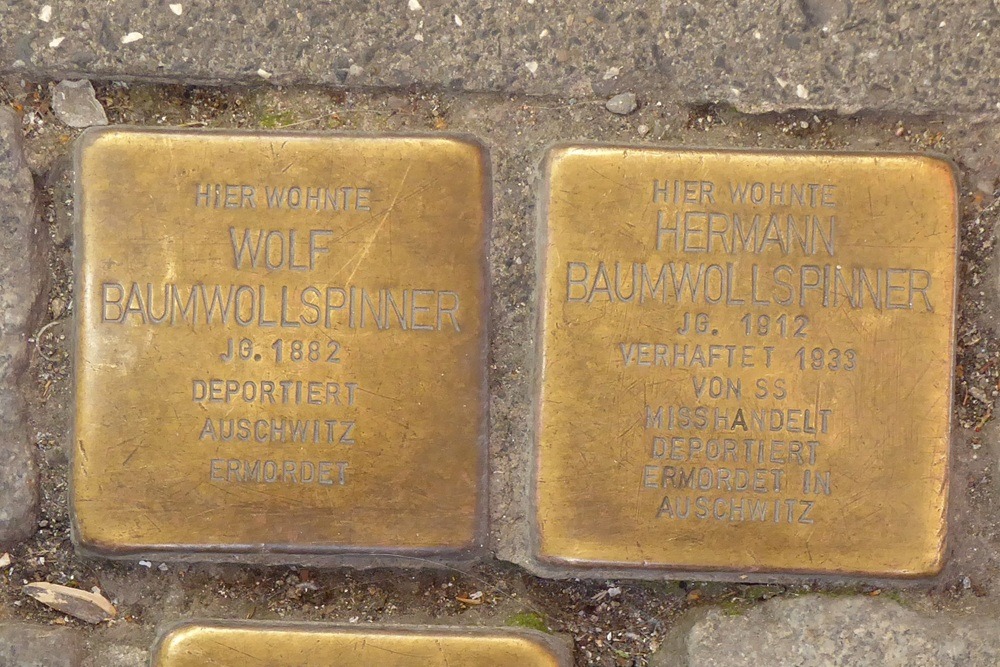 HIER WOHNTE
WOLF
BAUMWOLLSPINNER
JG. 1882
DEPORTIERT
AUSCHWITZ
ERMORDET
HIER WOHNTE
HERMANN
BAUMWOLLSPINNER
JG. 1912
VERHAFTET 1933
VON SS
MISSHANDELT
DEPORTIERT
ERMORDET IN
AUSCHWITZ